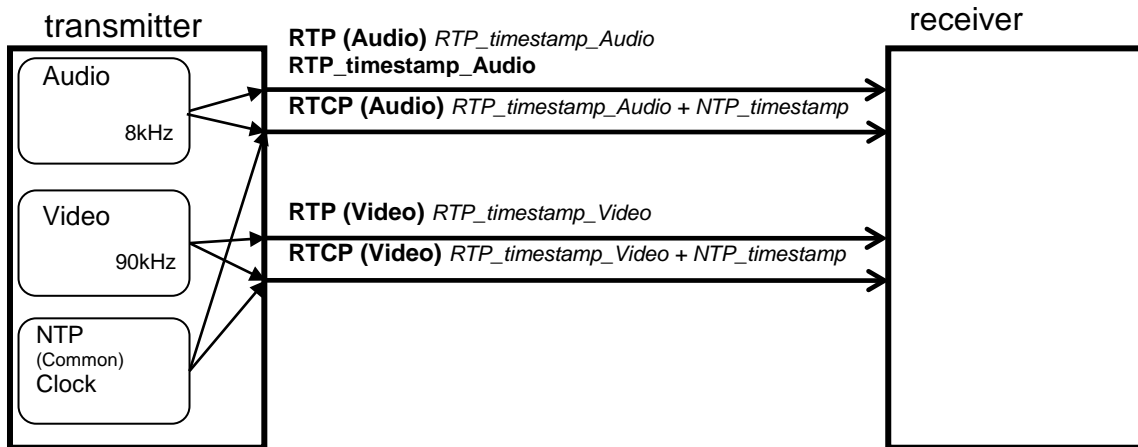 transmitter
receiver
Audio
8kHz
RTP (Audio) RTP_timestamp_Audio
RTP_timestamp_Audio
RTCP (Audio) RTP_timestamp_Audio + NTP_timestamp
Video
90kHz
RTP (Video) RTP_timestamp_Video
RTCP (Video) RTP_timestamp_Video + NTP_timestamp
NTP
(Common)
Clock